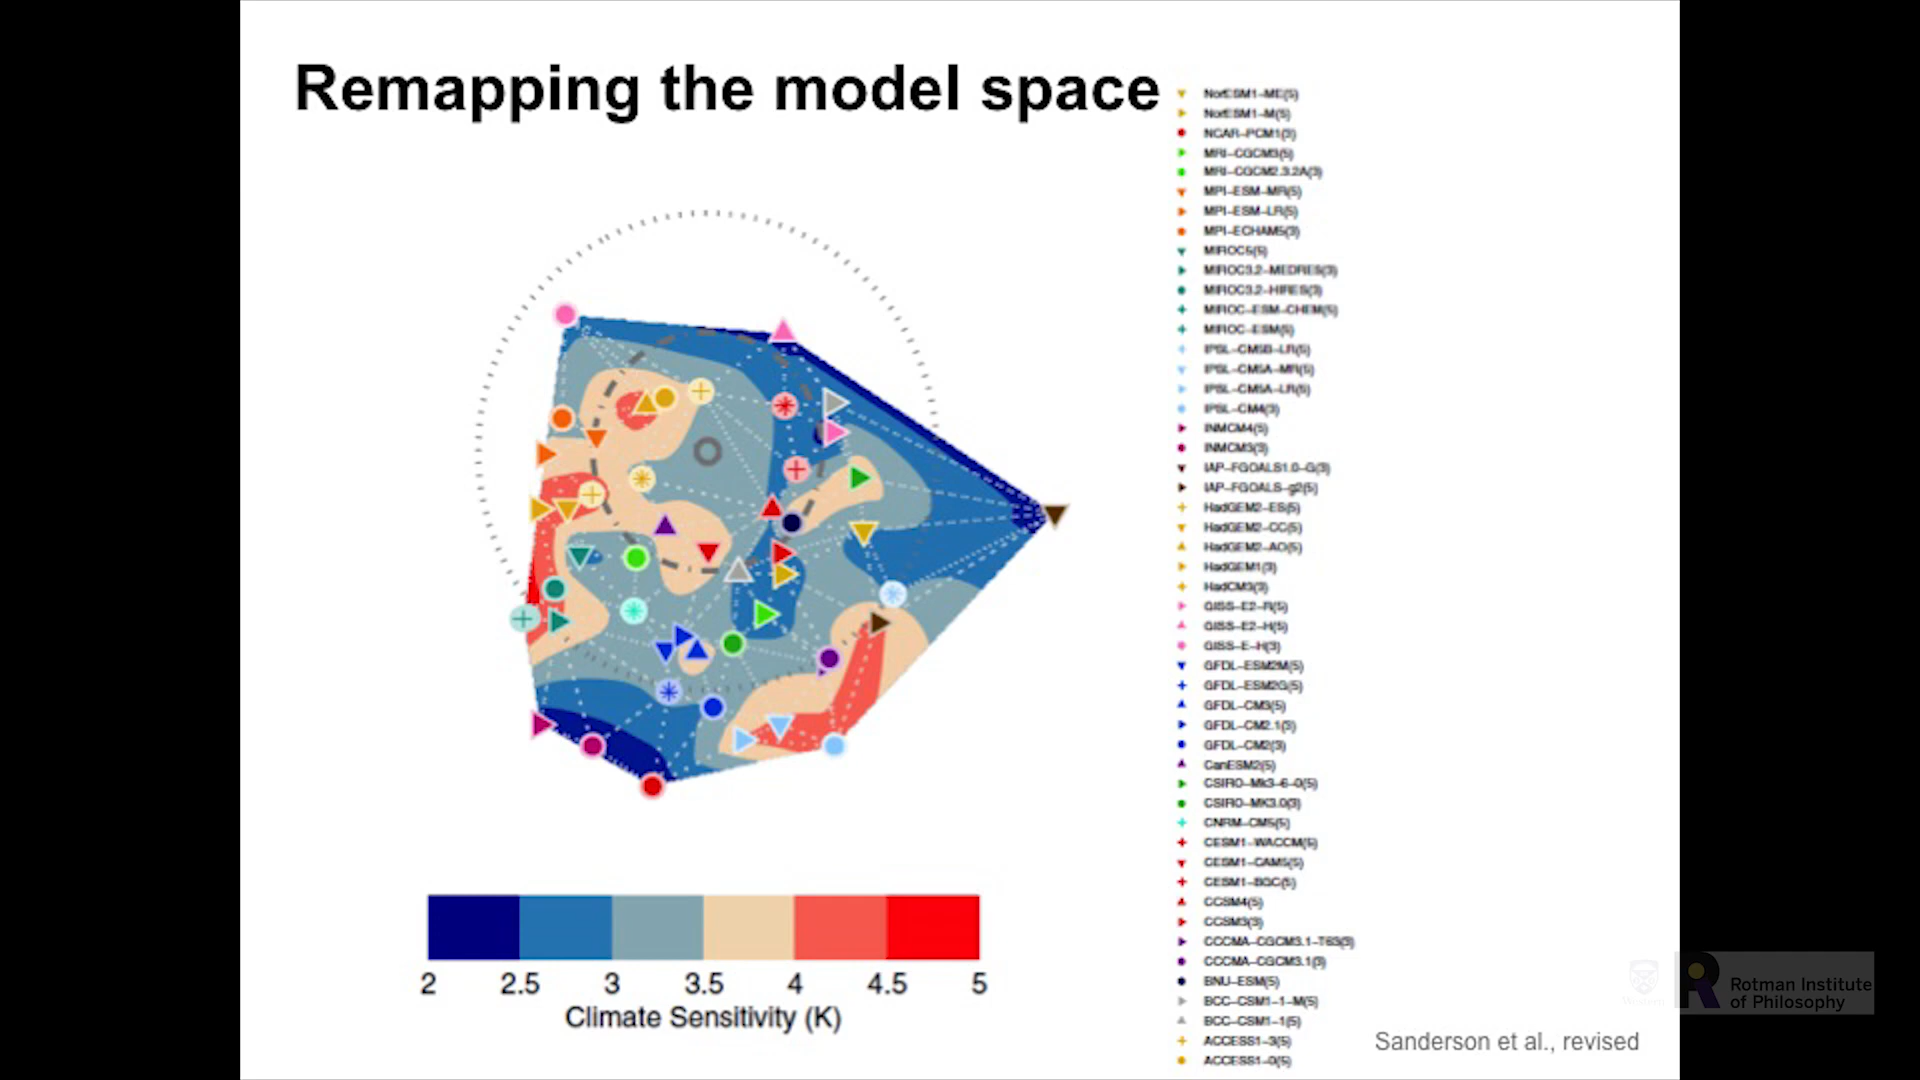 Remapping the model space
NorESM1-ME(5)
NorESM1-M(5)
NCAR-PCM1(3)
MRI-CGCM3(5)
MRI-CGCM2.3.2A(3)
MPI-ESM-MR(5)
MPI-ESM-LR(5)
MPI-ECHAM5(3)
MIROC5(5)
MIROC3.2-MEDRES(3)
MIROC3.2-HIRES(3)
MIROC-ESM-CHEM(5)
MIROC-ESM(5)
IPSL-CM5B-LR(5)
IPSL-CM5A-MR(5)
IPSL-CM5A-LR(5)
IPSL-CM4(3)
INMCM4(5)
INMCM3(3)
IAP-FGOALS1.0-G(3)
IAP-FGOALS-g2(5)
HadGEM2-ES(5)
HadGEM2-CC(5)
HadGEM2-AO(5)
HadGEM1(3)
HadCM3(3)
GISS-E2-R(5)
GISS-E2-H(5)
GISS-E-H(3)
GFDL-ESM2M(5)
GFDL-ESM2G(5)
GFDL-CM3(5)
GFDL-CM2.1(3)
GFDL-CM2(3)
CanESM2(5)
CSIRO-Mk3-6-0(5)
CSIRO-MK3.0(3)
CNRM-CM5(5)
CESM1-WACCM(5)
CESM1-CAM5(5)
CESM1-BGC(5)
CCSM4(5)
CCSM3(3)
CCCMA-CGCM3.1-T63(3)
CCCMA-CGCM3.1(3)
BNU-ESM(5)
BCC-CSM1-1-M(5)
BCC-CSM1-1(5)
ACCESS1-3(5)
ACCESS1-0(5)
2 2.5 3 3.5 4 4.5 5
Climate Sensitivity (K)
Western
R Rotman Institute
of Philosophy
Sanderson et al., revised